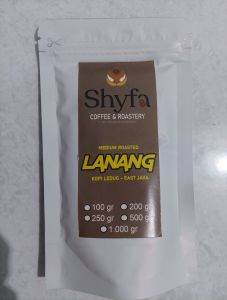 Shyfa
COFFEE & ROASTERY
MEDIUM ROASTED
LANANG
KOPI LEDUG - EAST JAVA
100 gr 200 gr
250 gr 500 gr
1.000 gr